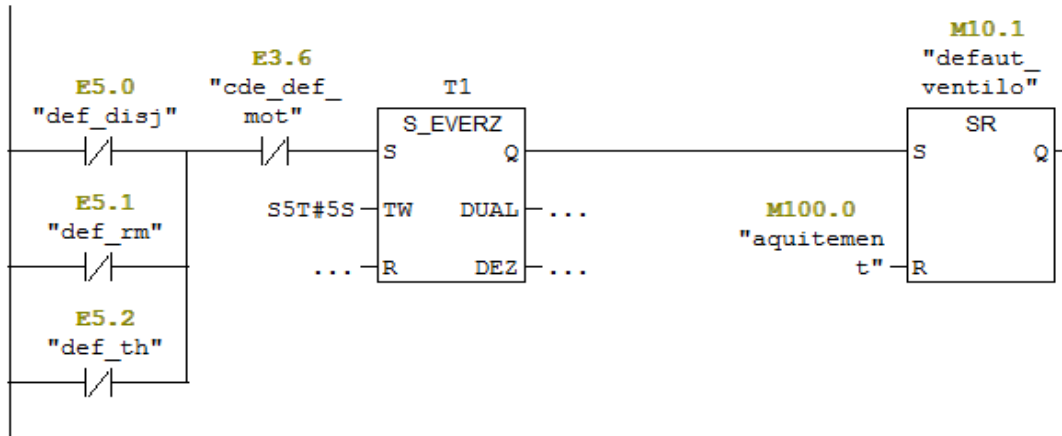 M10.1
E3.6
"defaut_
E5.0
"cde_def_
T1
ventilo"
"def_disj"
mot"
S_EVERZ
SR
S
Q
S
Q
E5.1
S5T#5S
TW
DUAL
...
M100.0
"def_rm"
"aquitemen
...
R
DEZ
...
t"
R
E5.2
"def_th"